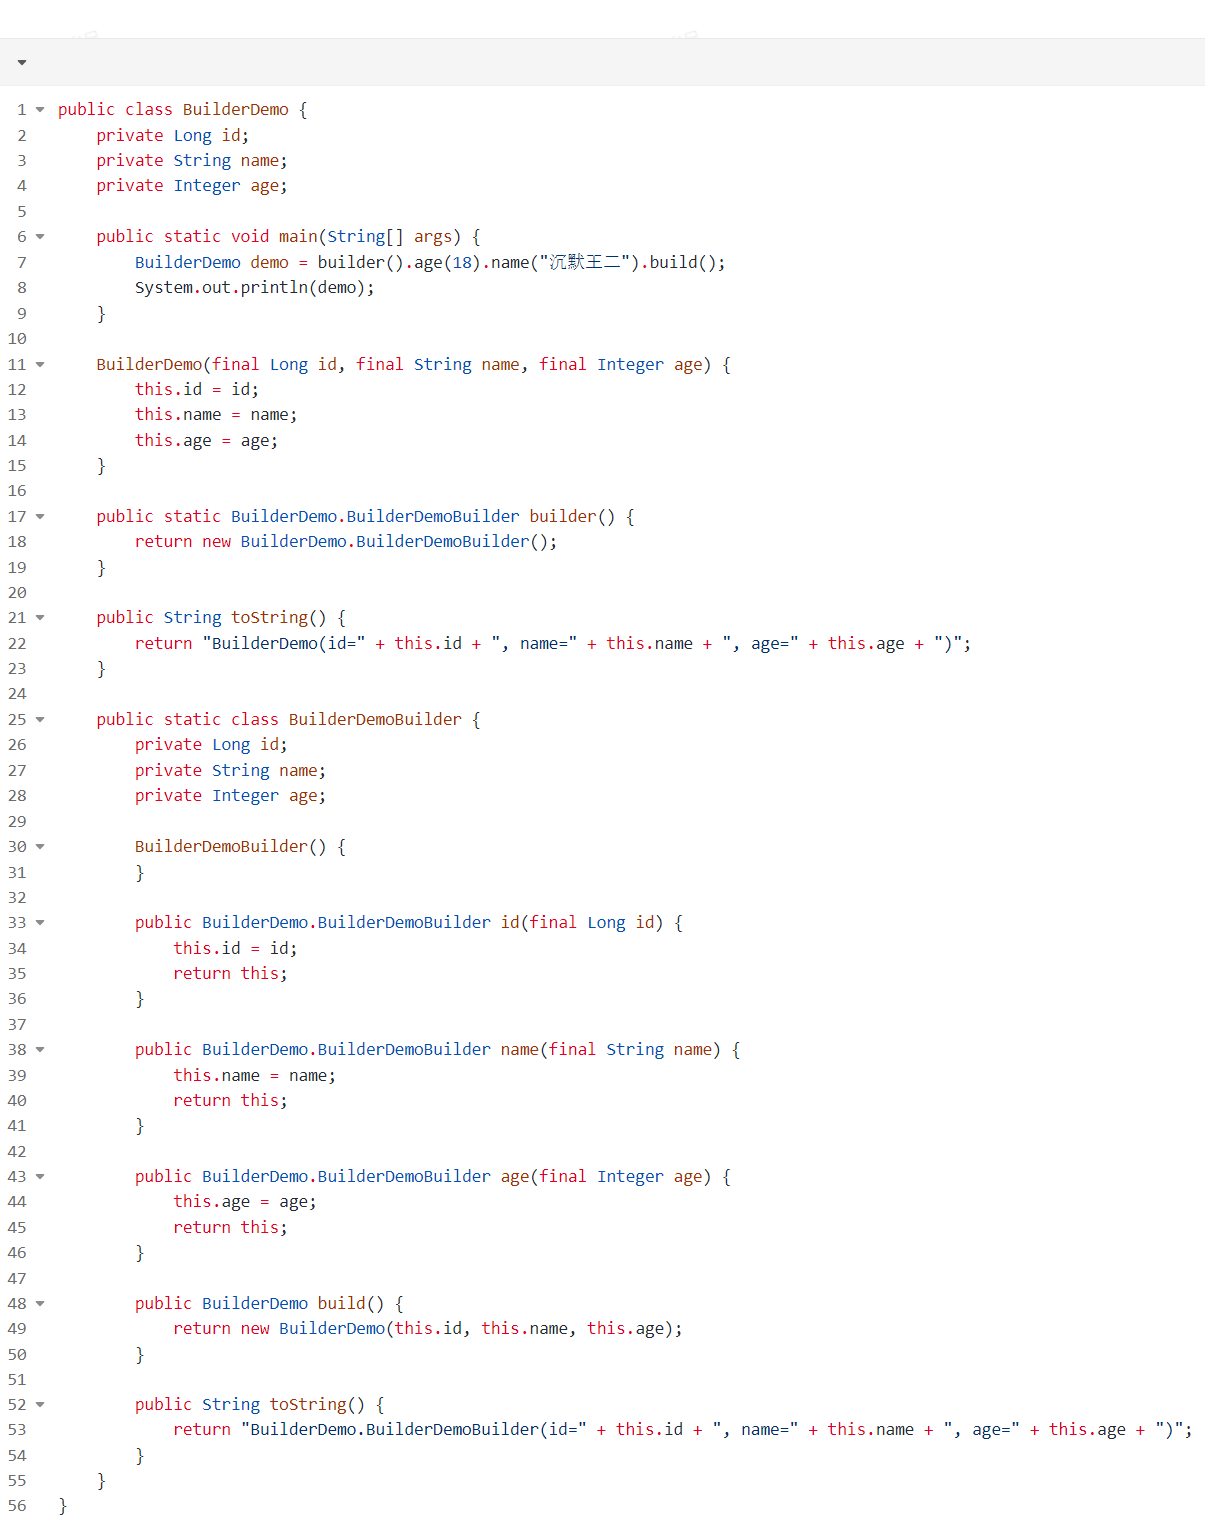 1 public class BuilderDemo {
2     private Long id;
3     private String name;
4     private Integer age;
5
6     public static void main(String[] args) {
7         BuilderDemo demo = builder().age(18).name("沉默王二").build();
8         System.out.println(demo);
9     }
10
11     BuilderDemo(final Long id, final String name, final Integer age) {
12         this.id = id;
13         this.name = name;
14         this.age = age;
15     }
16
17     public static BuilderDemo.BuilderDemoBuilder builder() {
18         return new BuilderDemo.BuilderDemoBuilder();
19     }
20
21     public String toString() {
22         return "BuilderDemo(id=" + this.id + ", name=" + this.name + ", age=" + this.age + ")";
23     }
24
25     public static class BuilderDemoBuilder {
26         private Long id;
27         private String name;
28         private Integer age;
29
30         BuilderDemoBuilder() {
31         }
32
33         public BuilderDemo.BuilderDemoBuilder id(final Long id) {
34             this.id = id;
35             return this;
36         }
37
38         public BuilderDemo.BuilderDemoBuilder name(final String name) {
39             this.name = name;
40             return this;
41         }
42
43         public BuilderDemo.BuilderDemoBuilder age(final Integer age) {
44             this.age = age;
45             return this;
46         }
47
48         public BuilderDemo build() {
49             return new BuilderDemo(this.id, this.name, this.age);
50         }
51
52         public String toString() {
53             return "BuilderDemo.BuilderDemoBuilder(id=" + this.id + ", name=" + this.name + ", age=" + this.age + ")";
54         }
55     }
56 }